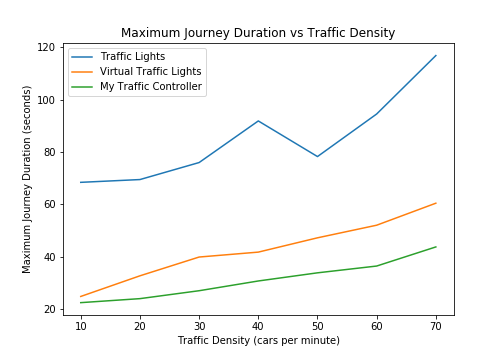 Maximum Journey Duration vs Traffic Density
120
100
80
60
40
20
Maximum Journey Duration (seconds)
Traffic Lights
Virtual Traffic Lights
My Traffic Controller
10 20 30 40 50 60 70
Traffic Density (cars per minute)